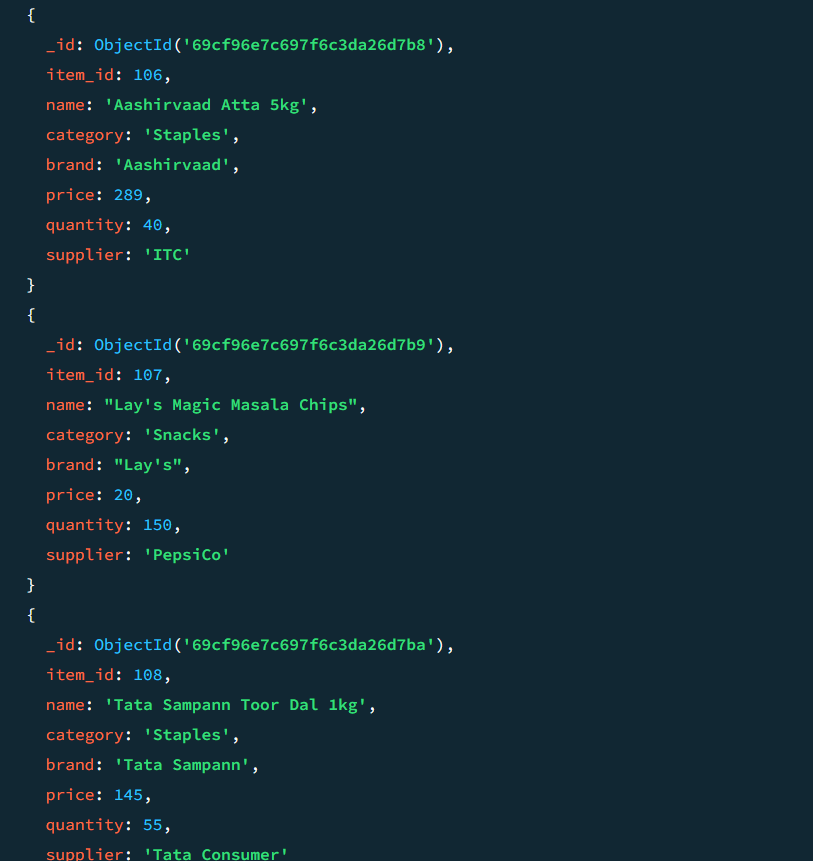 {
_id: ObjectId('69cf96e7c697f6c3da26d7b8'),
item_id: 106,
name: 'Aashirvaad Atta 5kg',
category: 'Staples',
brand: 'Aashirvaad',
price: 289,
quantity: 40,
supplier: 'ITC'
}
{
_id: ObjectId('69cf96e7c697f6c3da26d7b9'),
item_id: 107,
name: "Lay's Magic Masala Chips",
category: 'Snacks',
brand: "Lay's",
price: 20,
quantity: 150,
supplier: 'PepsiCo'
}
{
_id: ObjectId('69cf96e7c697f6c3da26d7ba'),
item_id: 108,
name: 'Tata Sampann Toor Dal 1kg',
category: 'Staples',
brand: 'Tata Sampann',
price: 145,
quantity: 55,
supplier: 'Tata Consumer'